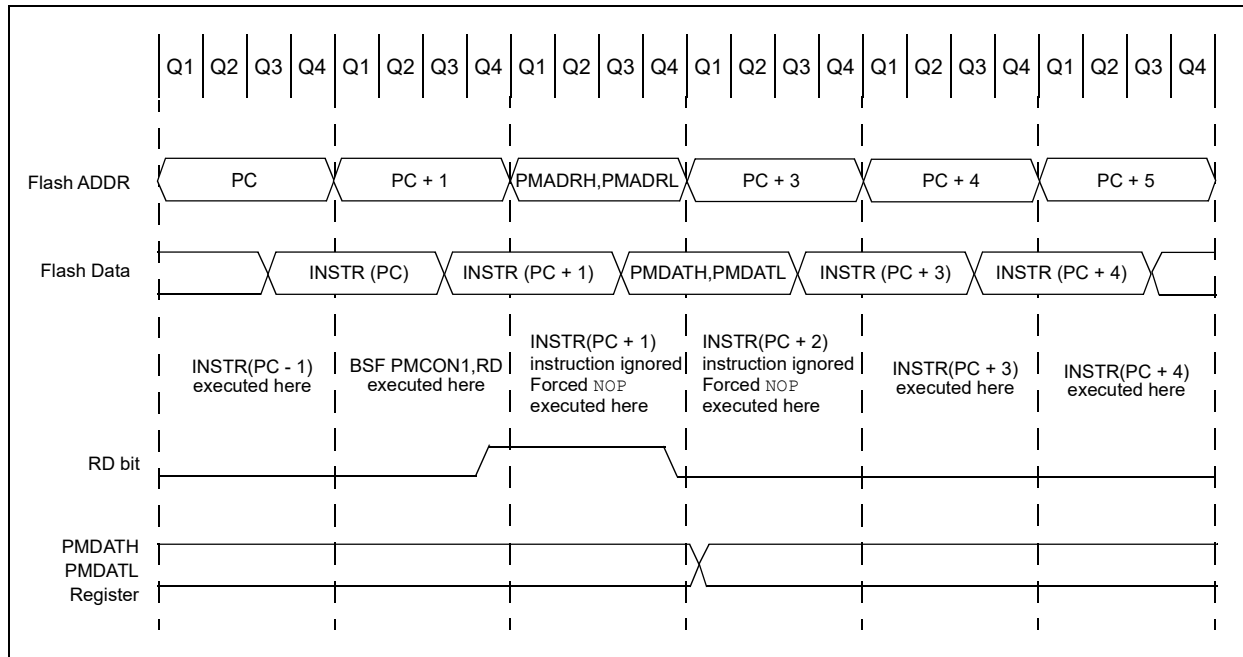 Q1 Q2 Q3 Q4 Q1 Q2 Q3 Q4 Q1 Q2 Q3 Q4 Q1 Q2 Q3 Q4 Q1 Q2 Q3 Q4 Q1 Q2 Q3 Q4
Flash ADDR PC PC + 1 PMADRH,PMADRL PC + 3 PC + 4 PC + 5
Flash Data INSTR (PC) INSTR (PC + 1) PMDATH,PMDATL INSTR (PC + 3) INSTR (PC + 4)
INSTR(PC - 1)
executed here
BSF PMCON1,RD
executed here
INSTR(PC + 1)
instruction ignored
Forced NOP
executed here
INSTR(PC + 2)
instruction ignored
Forced NOP
executed here
INSTR(PC + 3)
executed here
INSTR(PC + 4)
executed here
RD bit
PMDATH
PMDATL
Register